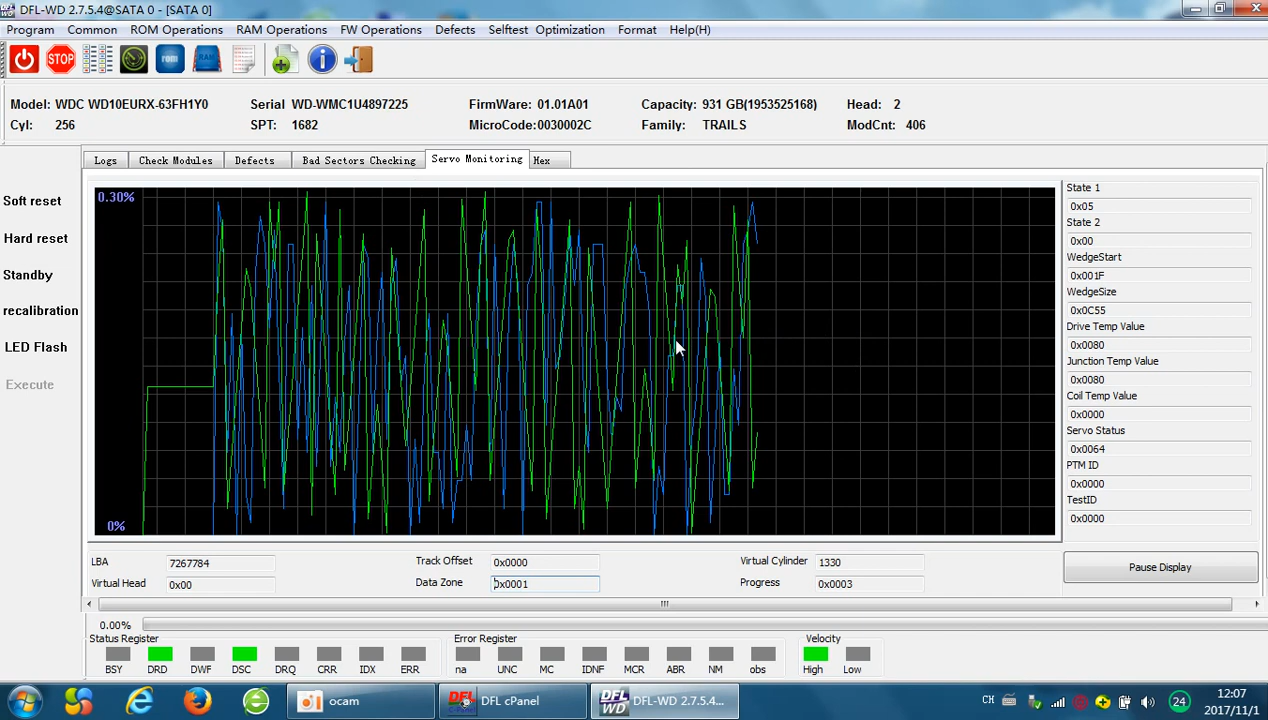 DFL-WD 2.7.5.4@SATA 0 - [SATA 0]
Program Common ROM Operations RAM Operations FW Operations Defects Selftest Optimization Format Help(H)
STOP rom RAM
Model: WDC WD10EURX-63FH1Y0 Serial WD-WMC1U4897225 FirmWare: 01.01A01 Capacity: 931 GB(1953525168) Head: 2
Cyl: 256 SPT: 1682 MicroCode:0030002C Family: TRAILS ModCnt: 406
Logs Check Modules Defects Bad Sectors Checking Servo Monitoring Hex
Soft reset
Hard reset
Standby
recalibration
LED Flash
Execute
0.30%
0%
State 1
0x05
State 2
0x00
WedgeStart
0x001F
WedgeSize
0x0C55
Drive Temp Value
0x0080
Junction Temp Value
0x0080
Coil Temp Value
0x0000
Servo Status
0x0064
PTM ID
0x0000
TestID
0x0000
LBA 7267784 Track Offset 0x0000 Virtual Cylinder 1330
Virtual Head 0x00 Data Zone 0x0001 Progress 0x0003
Pause Display
0.00%
Status Register Error Register Velocity
BSY DRD DWF DSC DRQ CRR IDX ERR na UNC MC IDNF MCR ABR NM obs High Low
ocam DFL cPanel DFL-WD 2.7.5.4... CH 24 12:07
2017/11/1